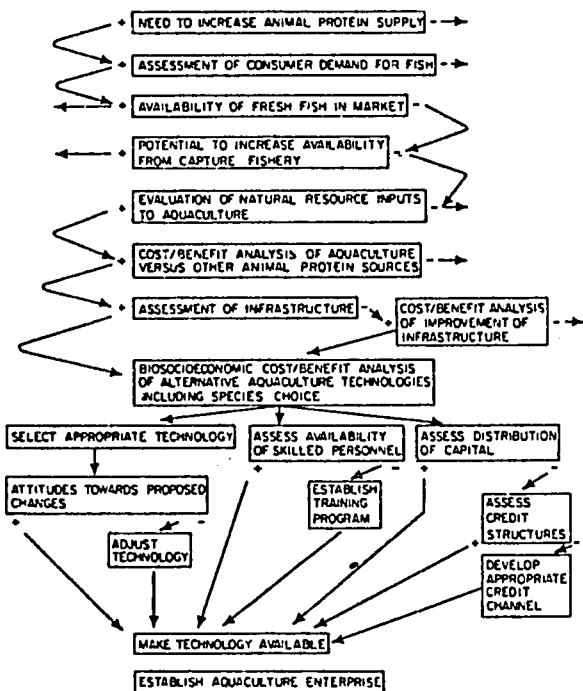 NEED TO INCREASE ANIMAL PROTEIN SUPPLY
ASSESSMENT OF CONSUMER DEMAND FOR FISH
AVAILABILITY OF FRESH FISH IN MARKET
POTENTIAL TO INCREASE AVAILABILITY
FROM CAPTURE FISHERY
EVALUATION OF NATURAL RESOURCE INPUTS
TO AQUACULTURE
COST/BENEFIT ANALYSIS OF AQUACULTURE
VERSUS OTHER ANIMAL PROTEIN SOURCES
ASSESSMENT OF INFRASTRUCTURE
COST/BENEFIT ANALYSIS
OF IMPROVEMENT OF
INFRASTRUCTURE
BIOSOCIOECONOMIC COST/BENEFIT ANALYSIS
OF ALTERNATIVE AQUACULTURE TECHNOLOGIES
INCLUDING SPECIES CHOICE
SELECT APPROPRIATE TECHNOLOGY
ASSESS AVAILABILITY
OF SKILLED PERSONNEL
ASSESS DISTRIBUTION
OF CAPITAL
ATTITUDES TOWARDS PROPOSED
CHANGES
ESTABLISH
TRAINING
PROGRAM
ASSESS
CREDIT
STRUCTURES
ADJUST
TECHNOLOGY
DEVELOP
APPROPRIATE
CREDIT
CHANNEL
MAKE TECHNOLOGY AVAILABLE
ESTABLISH AQUACULTURE ENTERPRISE